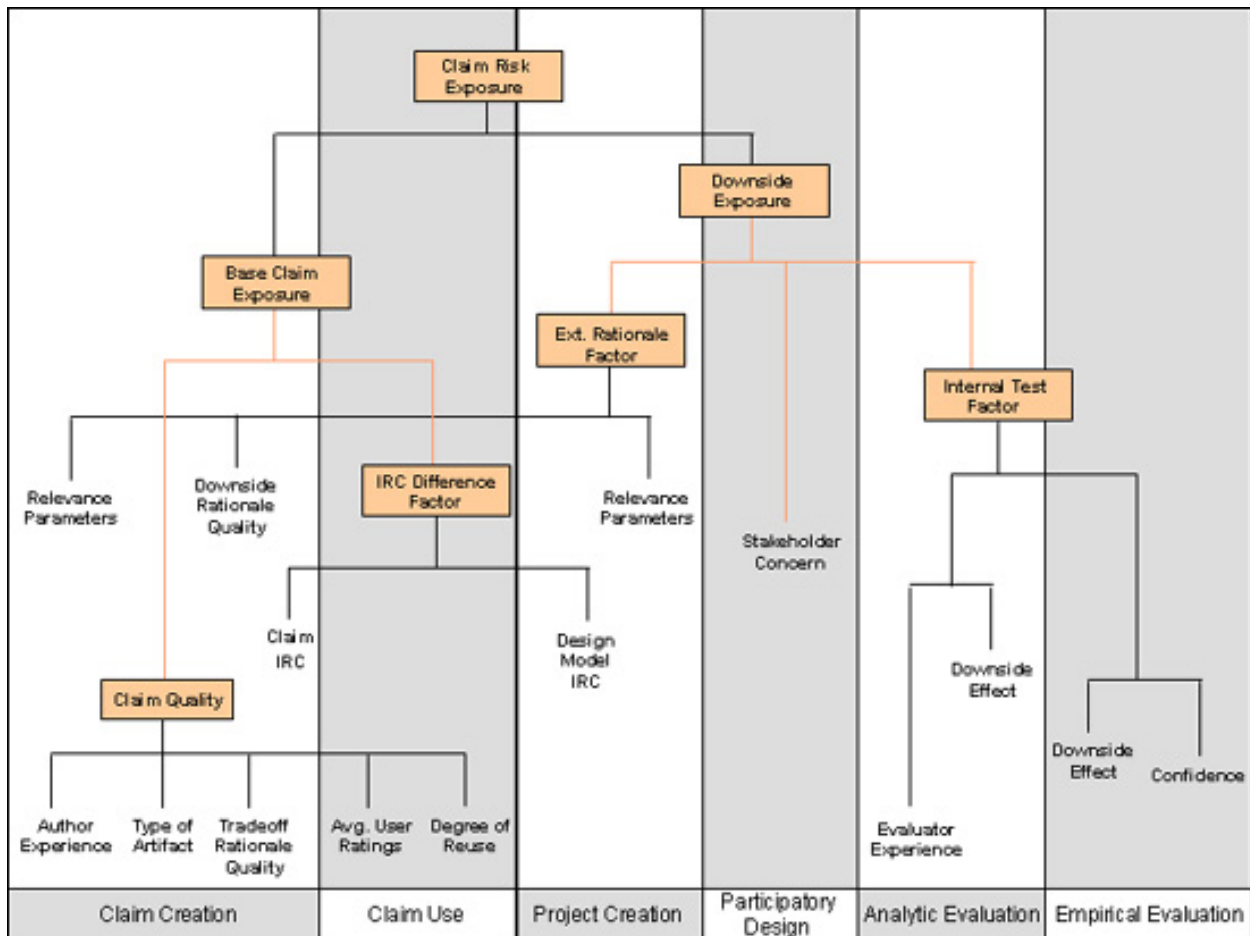 Claim Risk
Exposure
Downside
Exposure
Base Claim
Exposure
Ext. Rationale
Factor
Internal Test
Factor
Relevance
Parameters
Downside
Rationale
Quality
IRC Difference
Factor
Relevance
Parameters
Stakeholder
Concern
Claim
IRC
Design
Model
IRC
Downside
Effect
Claim Quality
Downside
Effect
Confidence
Author
Experience
Type of
Artifact
Tradeoff
Rationale
Quality
Avg. User
Ratings
Degree of
Reuse
Evaluator
Experience
Claim Creation
Claim Use
Project Creation
Participatory
Design
Analytic Evaluation
Empirical Evaluation